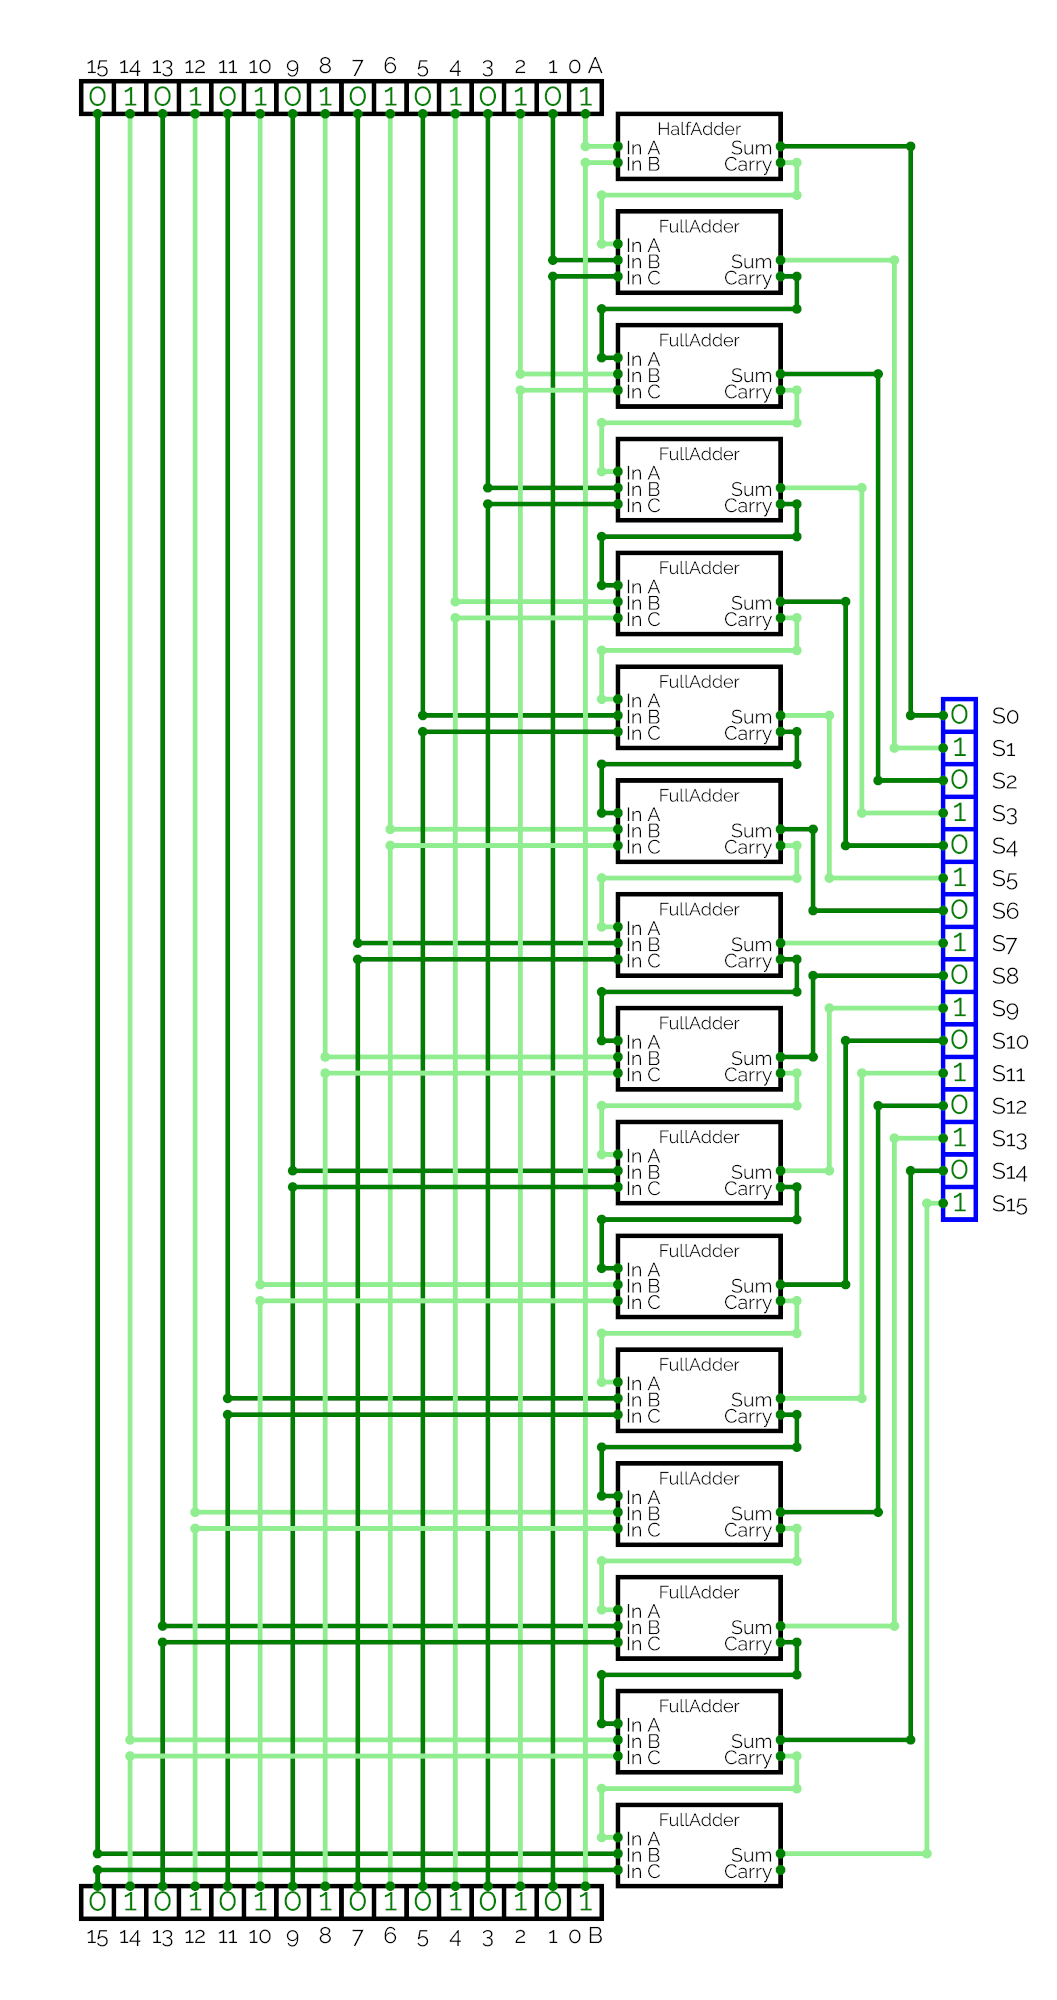 15 14 13 12 11 10 9 8 7 6 5 4 3 2 1 0 A
0 1 0 1 0 1 0 1 0 1 0 1 0 1 0 1
HalfAdder
In A Sum
In B Carry
FullAdder
In A
In B Sum
In C Carry
FullAdder
In A
In B Sum
In C Carry
FullAdder
In A
In B Sum
In C Carry
FullAdder
In A
In B Sum
In C Carry
FullAdder
In A
In B Sum
In C Carry
FullAdder
In A
In B Sum
In C Carry
FullAdder
In A
In B Sum
In C Carry
FullAdder
In A
In B Sum
In C Carry
FullAdder
In A
In B Sum
In C Carry
FullAdder
In A
In B Sum
In C Carry
FullAdder
In A
In B Sum
In C Carry
FullAdder
In A
In B Sum
In C Carry
FullAdder
In A
In B Sum
In C Carry
FullAdder
In A
In B Sum
In C Carry
FullAdder
In A
In B Sum
In C Carry
0 S0
1 S1
0 S2
1 S3
0 S4
1 S5
0 S6
1 S7
0 S8
1 S9
0 S10
1 S11
0 S12
1 S13
0 S14
1 S15
0 1 0 1 0 1 0 1 0 1 0 1 0 1 0 1
15 14 13 12 11 10 9 8 7 6 5 4 3 2 1 0 B